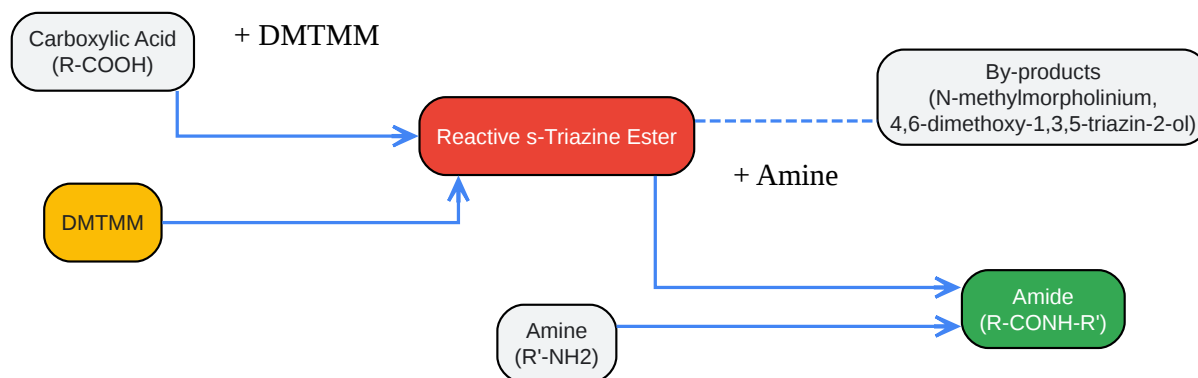 Carboxylic Acid
(R-COOH)
+ DMTMM
By-products
(N-methylmorpholinium,
4,6-dimethoxy-1,3,5-triazin-2-ol)
Reactive s-Triazine Ester
+ Amine
DMTMM
Amide
(R-CONH-R')
Amine
(R'-NH2)